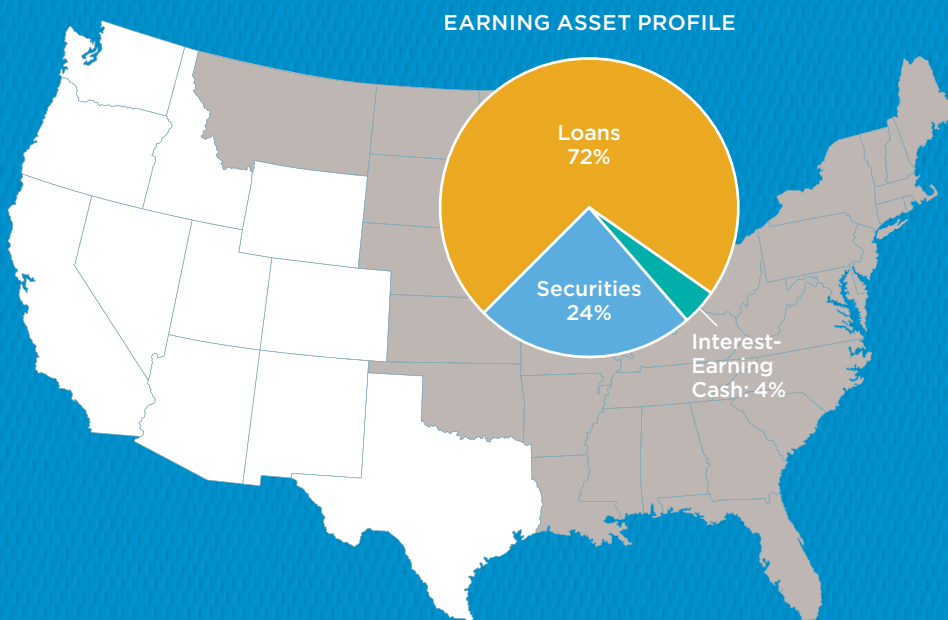 EARNING ASSET PROFILE
Loans
72%
Securities
24%
Interest-
Earning
Cash: 4%